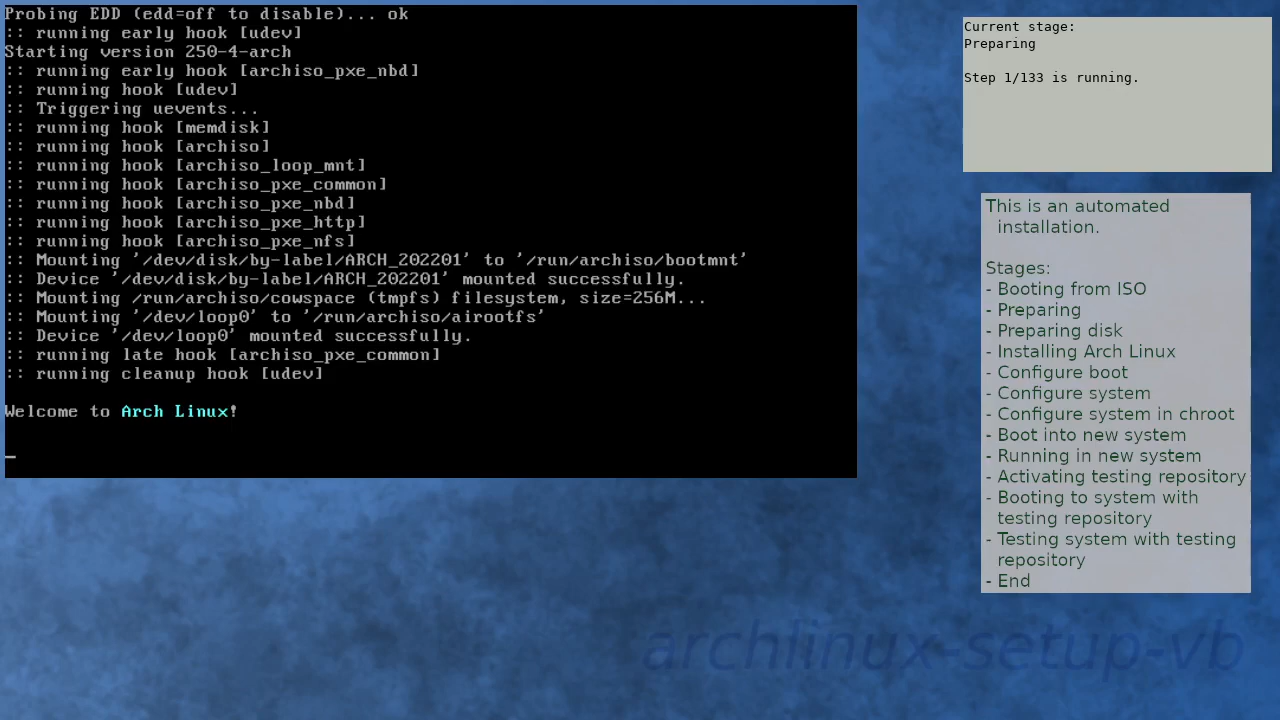 Probing EDD (edd=off to disable)... ok
:: running early hook [udev]
Starting version 250-4-arch
:: running early hook [archiso_pxe_nbd]
:: running hook [udev]
:: Triggering uevents...
:: running hook [memdisk]
:: running hook [archiso]
:: running hook [archiso_loop_mnt]
:: running hook [archiso_pxe_common]
:: running hook [archiso_pxe_nbd]
:: running hook [archiso_pxe_http]
:: running hook [archiso_pxe_nfs]
:: Mounting '/dev/disk/by-label/ARCH_202201' to '/run/archiso/bootmnt'
:: Device '/dev/disk/by-label/ARCH_202201' mounted successfully.
:: Mounting /run/archiso/cowspace (tmpfs) filesystem, size=256M...
:: Mounting '/dev/loop0' to '/run/archiso/airootfs'
:: Device '/dev/loop0' mounted successfully.
:: running late hook [archiso_pxe_common]
:: running cleanup hook [udev]
Welcome to Arch Linux!
_
Current stage:
Preparing
Step 1/133 is running.
This is an automated
installation.
Stages:
- Booting from ISO
- Preparing
- Preparing disk
- Installing Arch Linux
- Configure boot
- Configure system
- Configure system in chroot
- Boot into new system
- Running in new system
- Activating testing repository
- Booting to system with
testing repository
- Testing system with testing
repository
- End
archlinux-setup-vb